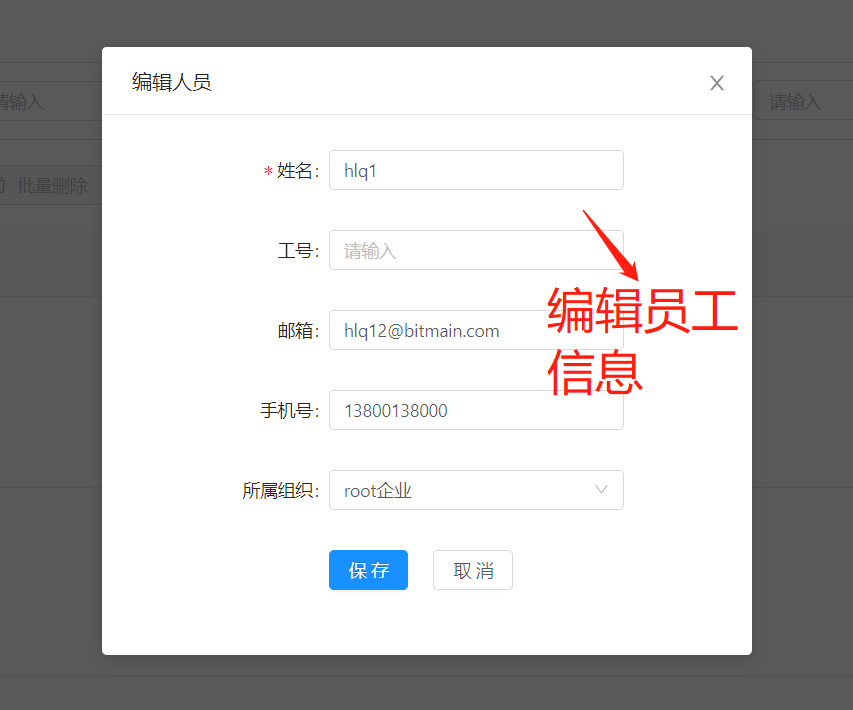 编辑人员
请输入
请输入
* 姓名: hlq1
批量删除
工号: 请输入
编辑员工
信息
邮箱: hlq12@bitmain.com
手机号: 13800138000
所属组织: root企业
保存 取消